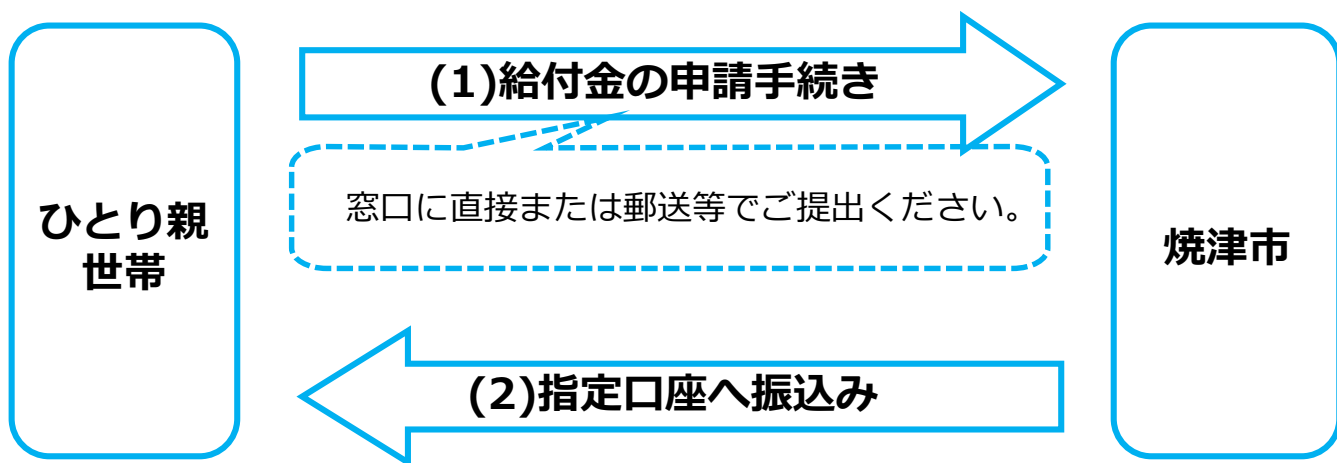 (1)給付金の申請手続き
窓口に直接または郵送等でご提出ください。
ひとり親
世帯
焼津市
(2)指定口座へ振込み